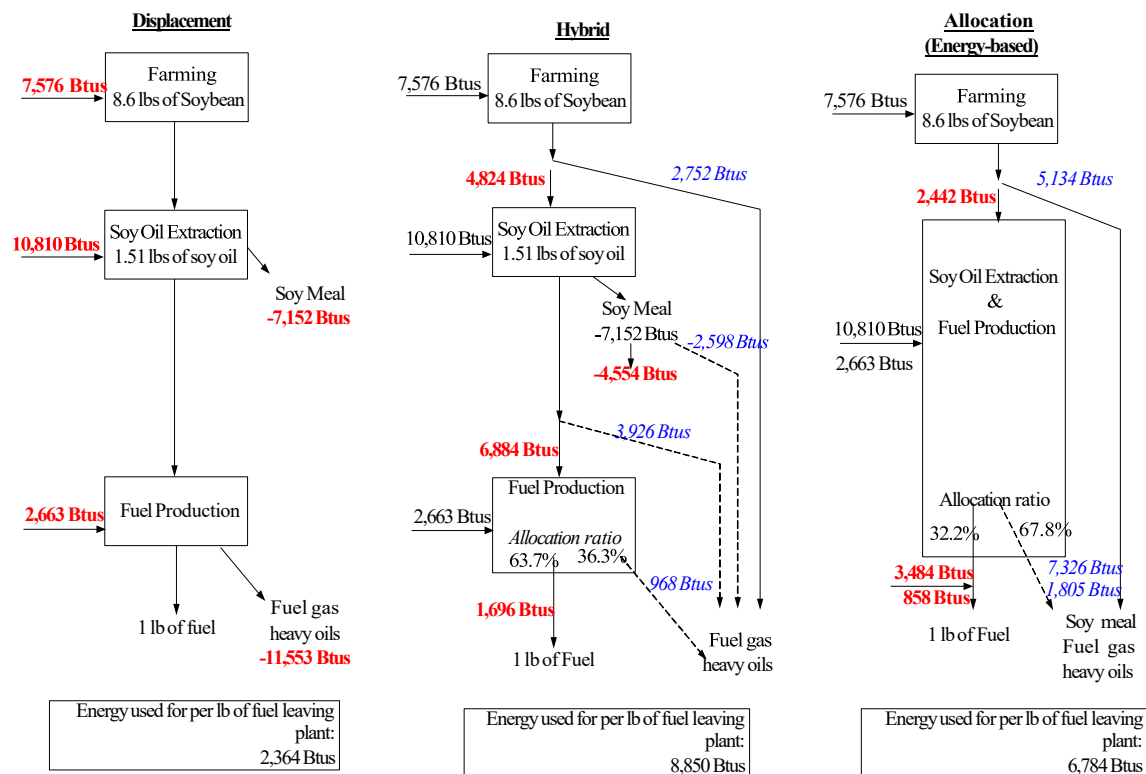 Displacement
7,576 Btus
Farming
8.6 lbs of Soybean
10,810 Btus
Soy Oil Extraction
1.51 lbs of soy oil
Soy Meal
-7,152 Btus
2,663 Btus
Fuel Production
1 lb of fuel
Fuel gas
heavy oils
-11,553 Btus
Energy used for per lb of fuel leaving
plant:
2,364 Btus
Hybrid
7,576 Btus
Farming
8.6 lbs of Soybean
4,824 Btus
2,752 Btus
10,810 Btus
Soy Oil Extraction
1.51 lbs of soy oil
Soy Meal
-7,152 Btus
-2,598 Btus
-4,554 Btus
3,926 Btus
6,884 Btus
Fuel Production
2,663 Btus
Allocation ratio
63.7%
36.3%
968 Btus
1,696 Btus
1 lb of Fuel
Fuel gas
heavy oils
Energy used for per lb of fuel leaving
plant:
8,850 Btus
Allocation
(Energy-based)
7,576 Btus
Farming
8.6 lbs of Soybean
5,134 Btus
2,442 Btus
Soy Oil Extraction
&
Fuel Production
10,810 Btus
2,663 Btus
Allocation ratio
32.2%
67.8%
3,484 Btus
858 Btus
7,326 Btus
1,805 Btus
1 lb of Fuel
Soy meal
Fuel gas
heavy oils
Energy used for per lb of fuel leaving
plant:
6,784 Btus